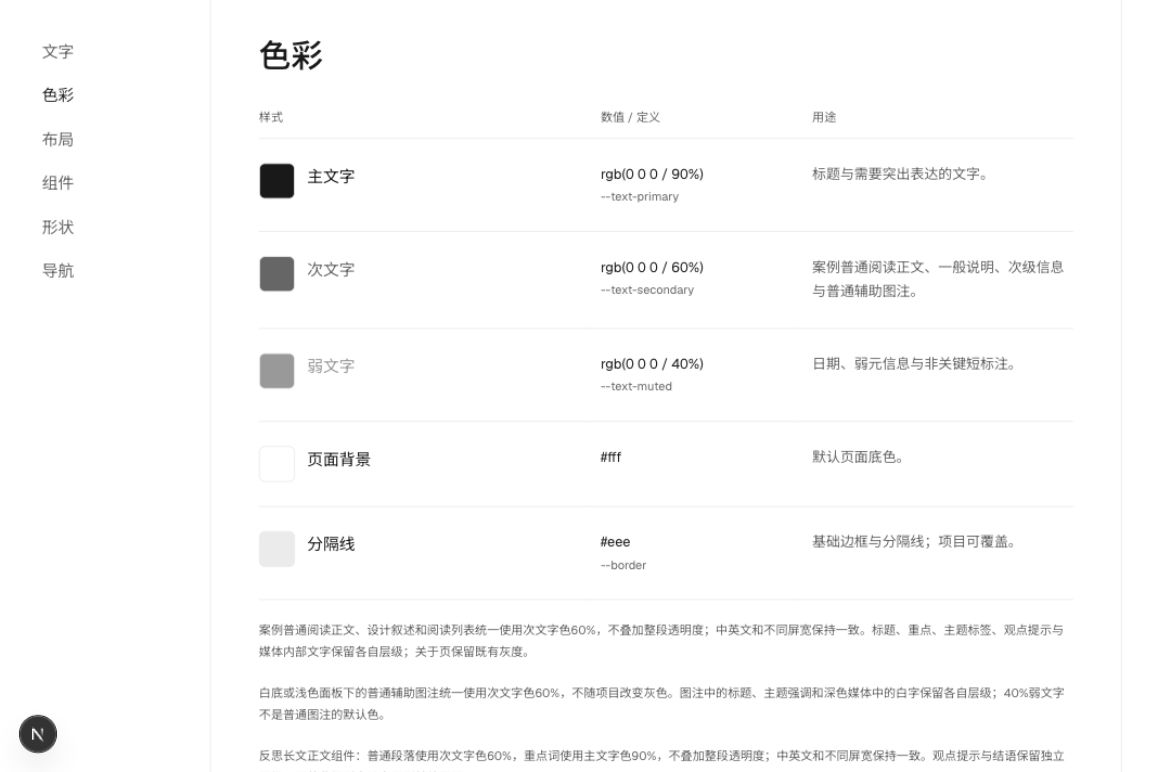 文字
色彩
布局
组件
形状
导航
色彩
样式
数值 / 定义
用途
主文字
rgb(0 0 0 / 90%)
--text-primary
标题与需要突出表达的文字。
次文字
rgb(0 0 0 / 60%)
--text-secondary
案例普通阅读正文、一般说明、次级信息
与普通辅助图注。
弱文字
rgb(0 0 0 / 40%)
--text-muted
日期、弱元信息与非关键短标注。
页面背景
#fff
默认页面底色。
分隔线
#eee
--border
基础边框与分隔线；项目可覆盖。
案例普通阅读正文、设计叙述和阅读列表统一使用次文字色60%，不叠加整段透明度；中英文和不同屏宽保持一致。标题、重点、主题标签、观点提示与
媒体内部文字保留各自层级；关于页保留既有灰度。
白底或浅色面板下的普通辅助图注统一使用次文字色60%，不随项目改变灰色。图注中的标题、主题强调和深色媒体中的白字保留各自层级；40%弱文字
不是普通图注的默认色。
反思长文正文组件：普通段落使用次文字色60%，重点词使用主文字色90%，不叠加整段透明度；中英文和不同屏宽保持一致。观点提示与结语保留独立
N